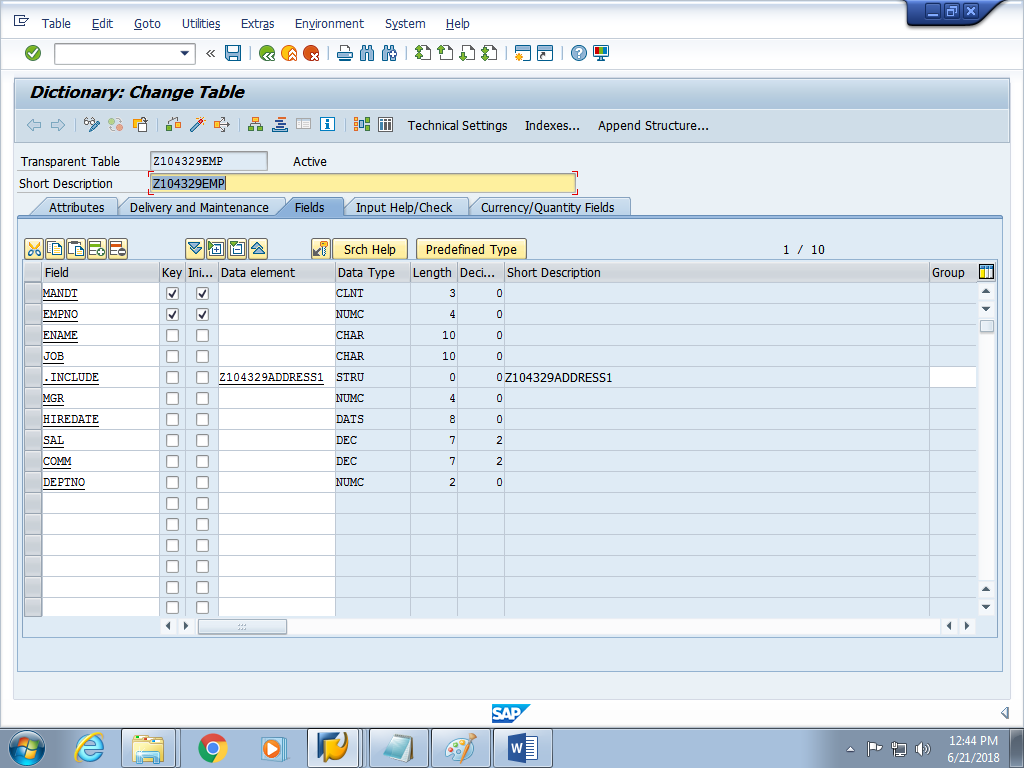 Table Edit Goto Utilities Extras Environment System Help
Dictionary: Change Table
Technical Settings Indexes... Append Structure...
Transparent Table Z104329EMP Active
Short Description Z104329EMP
Attributes Delivery and Maintenance Fields Input Help/Check Currency/Quantity Fields
Srch Help Predefined Type 1 / 10
Field Key Ini... Data element Data Type Length Deci... Short Description Group
MANDT CLNT 3 0
EMPNO NUMC 4 0
ENAME CHAR 10 0
JOB CHAR 10 0
.INCLUDE Z104329ADDRESS1 STRU 0 0 Z104329ADDRESS1
MGR NUMC 4 0
HIREDATE DATS 8 0
SAL DEC 7 2
COMM DEC 7 2
DEPTNO NUMC 2 0
SAP
12:44 PM
6/21/2018